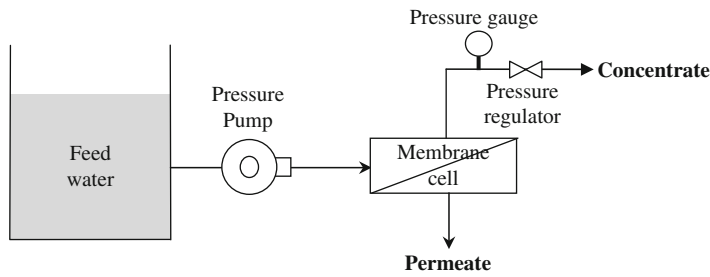 Pressure gauge
Concentrate
Pressure
regulator
Pressure
Pump
Feed
water
Membrane
cell
Permeate